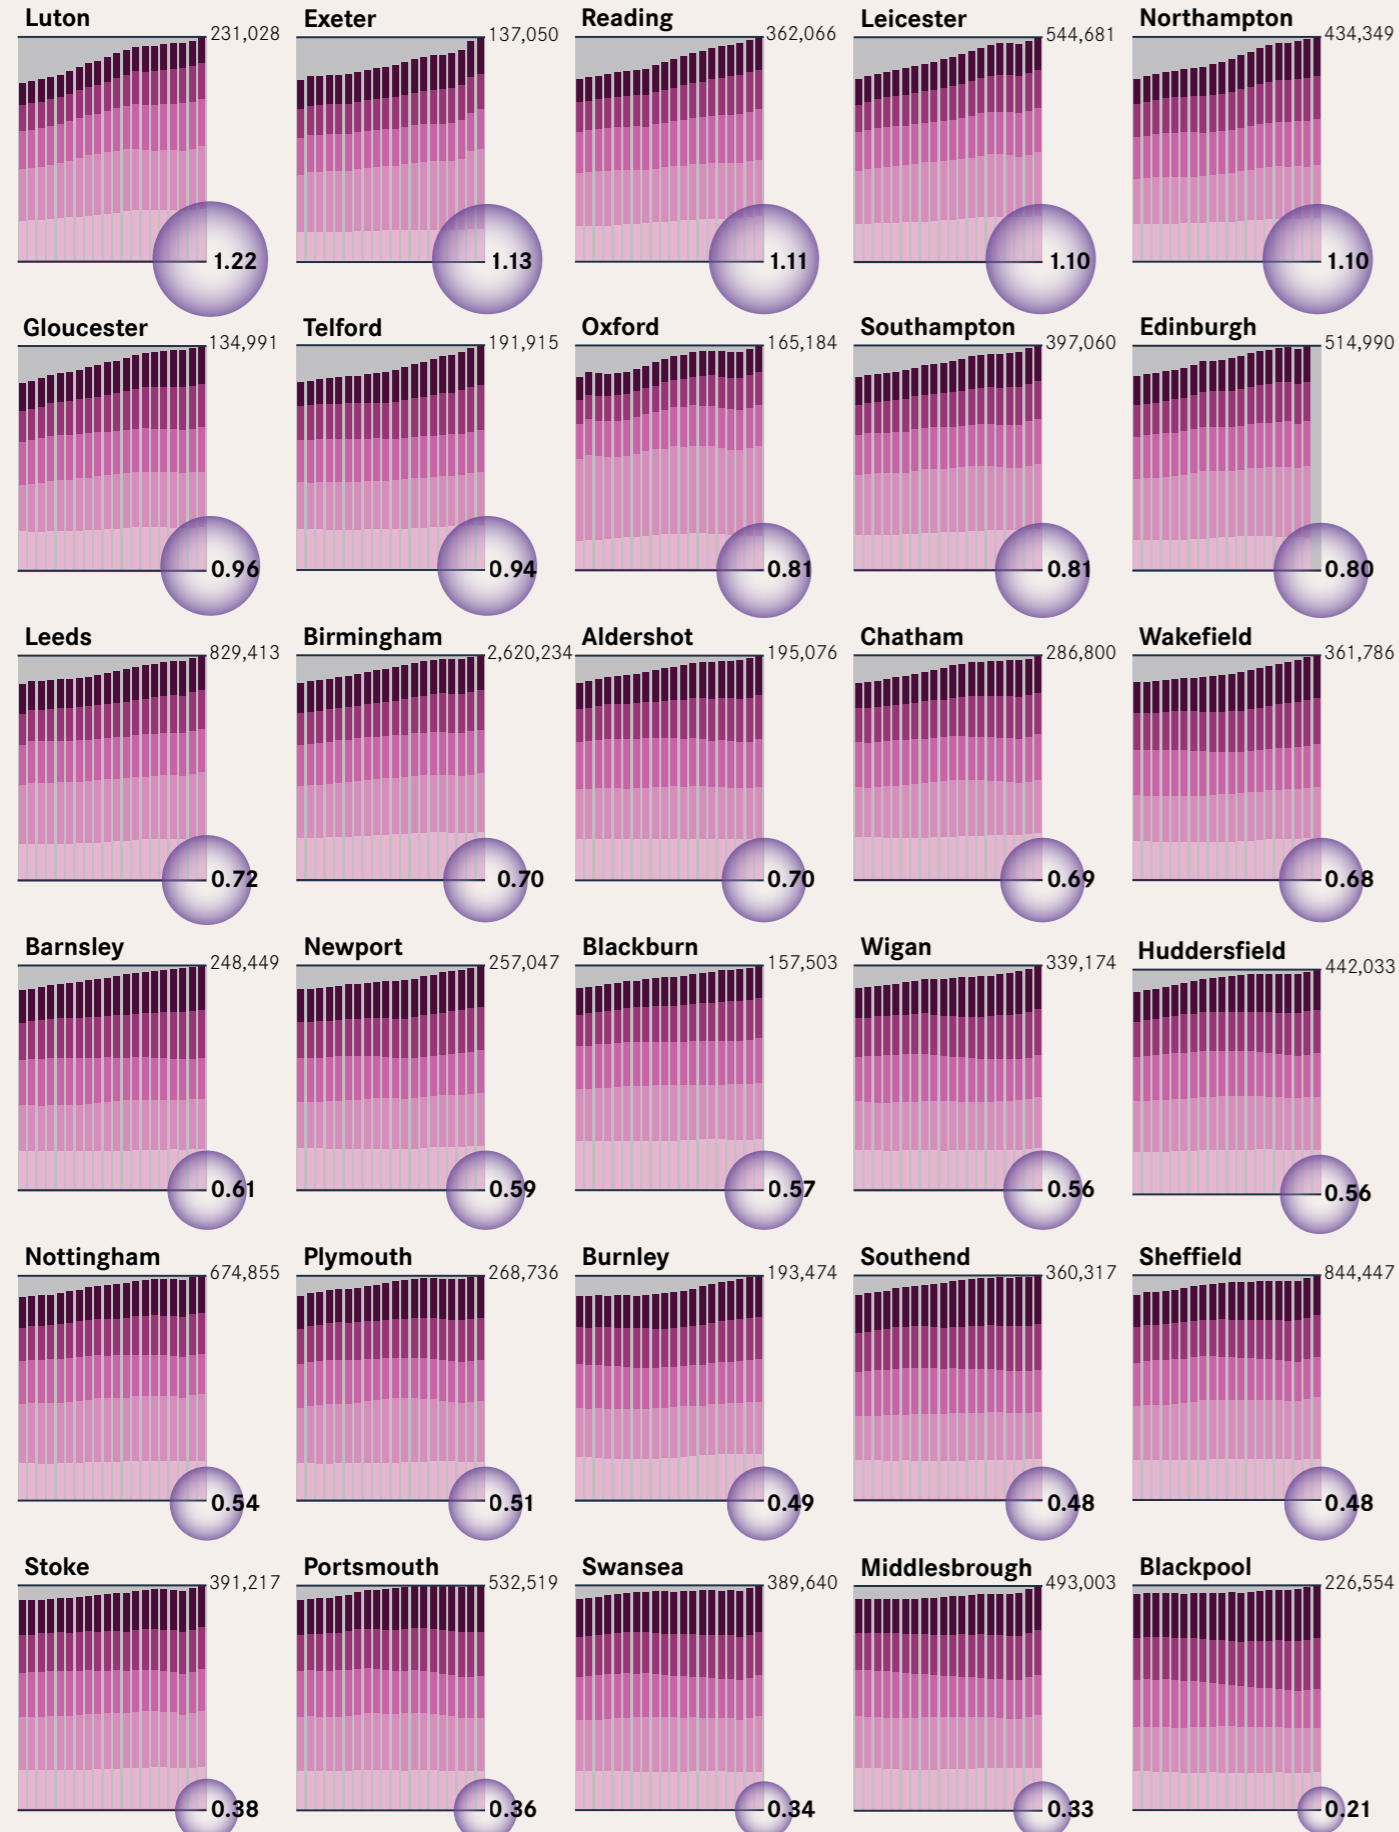 Luton 231,028 Exeter 137,050 Reading 362,066 Leicester 544,681 Northampton 434,349
1.22 1.13 1.11 1.10 1.10
Gloucester 134,991 Telford 191,915 Oxford 165,184 Southampton 397,060 Edinburgh 514,990
0.96 0.94 0.81 0.81 0.80
Leeds 829,413 Birmingham 2,620,234 Aldershot 195,076 Chatham 286,800 Wakefield 361,786
0.72 0.70 0.70 0.69 0.68
Barnsley 248,449 Newport 257,047 Blackburn 157,503 Wigan 339,174 Huddersfield 442,033
0.61 0.59 0.57 0.56 0.56
Nottingham 674,855 Plymouth 268,736 Burnley 193,474 Southend 360,317 Sheffield 844,447
0.54 0.51 0.49 0.48 0.48
Stoke 391,217 Portsmouth 532,519 Swansea 389,640 Middlesbrough 493,003 Blackpool 226,554
0.38 0.36 0.34 0.33 0.21